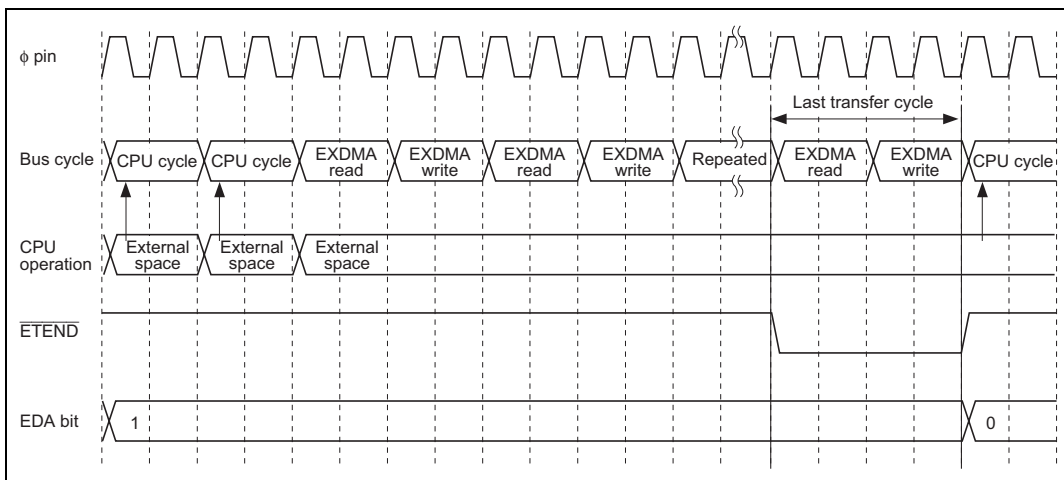 φ pin
Last transfer cycle
Bus cycle
CPU cycle
CPU cycle
EXDMA
read
EXDMA
write
EXDMA
read
EXDMA
write
Repeated
EXDMA
read
EXDMA
write
CPU cycle
CPU
operation
External
space
External
space
External
space
ETEND
EDA bit
1
0